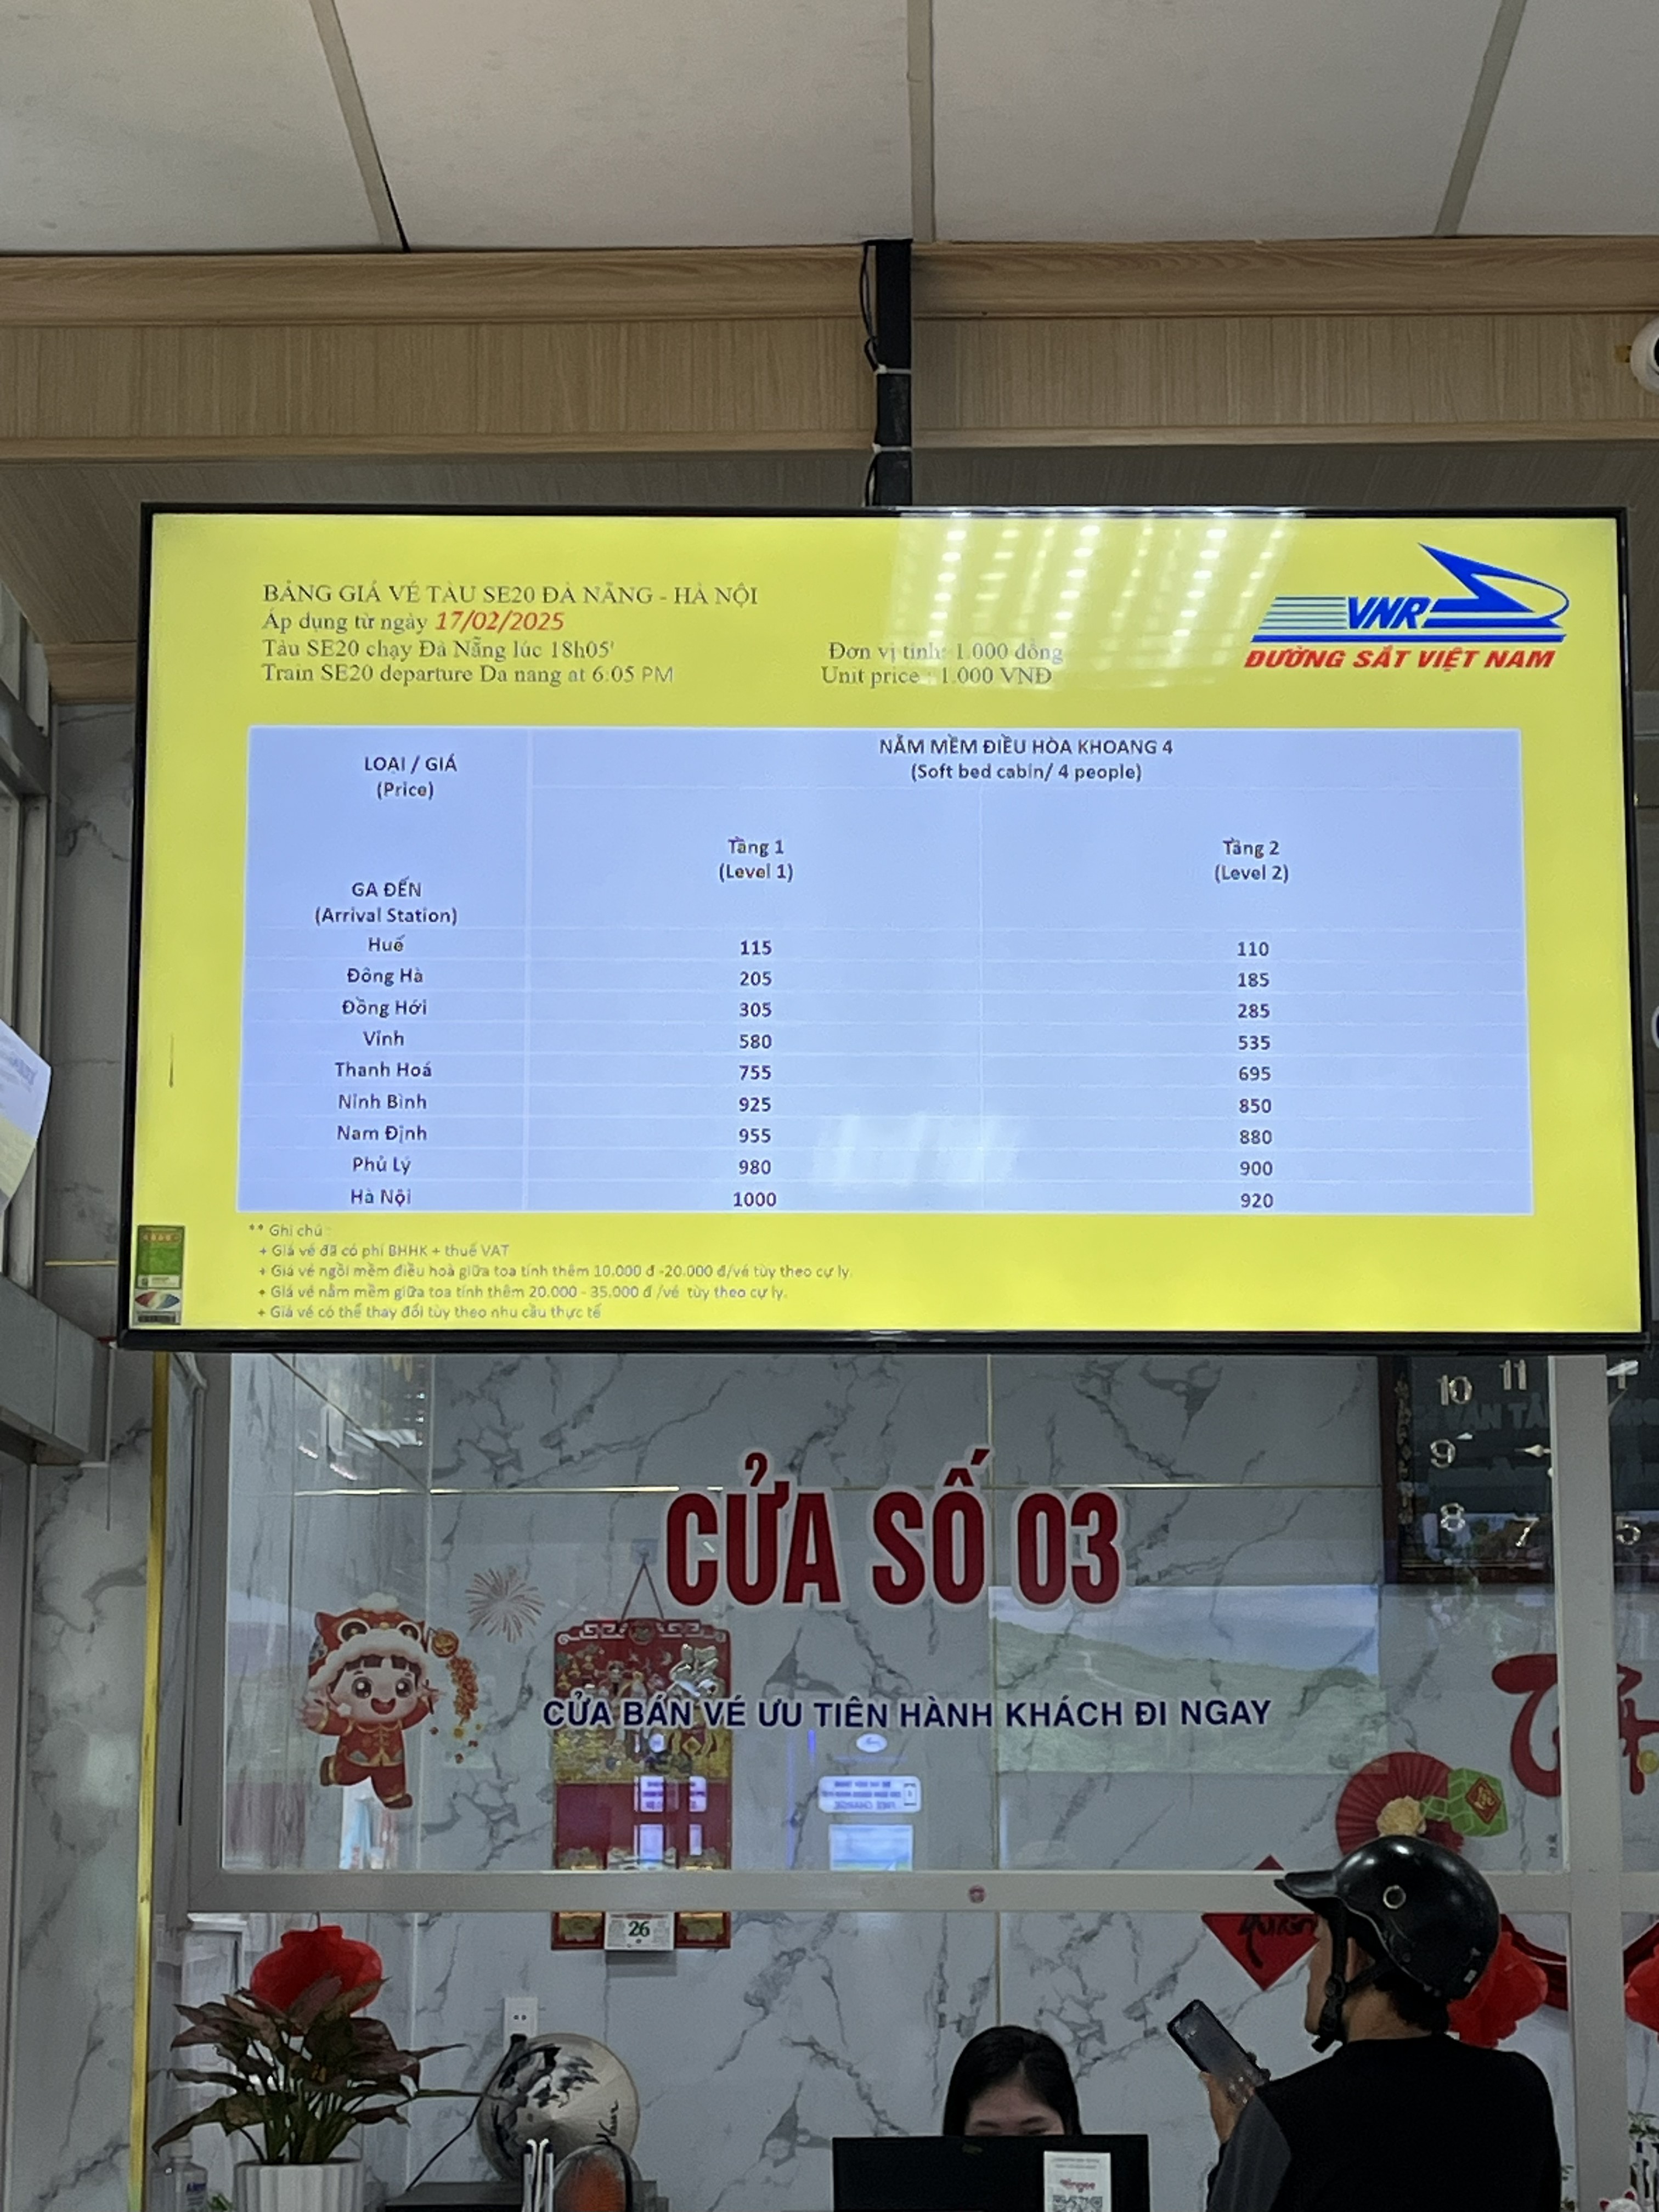 BẢNG GIÁ VÉ TÀU SE20 ĐÀ NẴNG - HÀ NỘI
Áp dụng từ ngày 17/02/2025
Tàu SE20 chạy Đà Nẵng lúc 18h05'
Train SE20 departure Da nang at 6:05 PM
Đơn vị tính: 1.000 đồng
Unit price : 1.000 VNĐ
VNR
ĐƯỜNG SẮT VIỆT NAM
LOẠI / GIÁ
(Price)
NẰM MỀM ĐIỀU HÒA KHOANG 4
(Soft bed cabin/ 4 people)
GA ĐẾN
(Arrival Station)
Tầng 1
(Level 1)
Tầng 2
(Level 2)
Huế 115 110
Đông Hà 205 185
Đồng Hới 305 285
Vinh 580 535
Thanh Hoá 755 695
Ninh Bình 925 850
Nam Định 955 880
Phủ Lý 980 900
Hà Nội 1000 920
** Ghi chú :
+ Giá vé đã có phí BHHK + thuế VAT
+ Giá vé ngồi mềm điều hoà giữa toa tính thêm 10.000 đ -20.000 đ/vé tùy theo cự ly.
+ Giá vé nằm mềm giữa toa tính thêm 20.000 - 35.000 đ /vé tùy theo cự ly.
+ Giá vé có thể thay đổi tùy theo nhu cầu thực tế
10 11
9
8 7 5
CỬA SỐ 03
CỬA BÁN VÉ ƯU TIÊN HÀNH KHÁCH ĐI NGAY
26